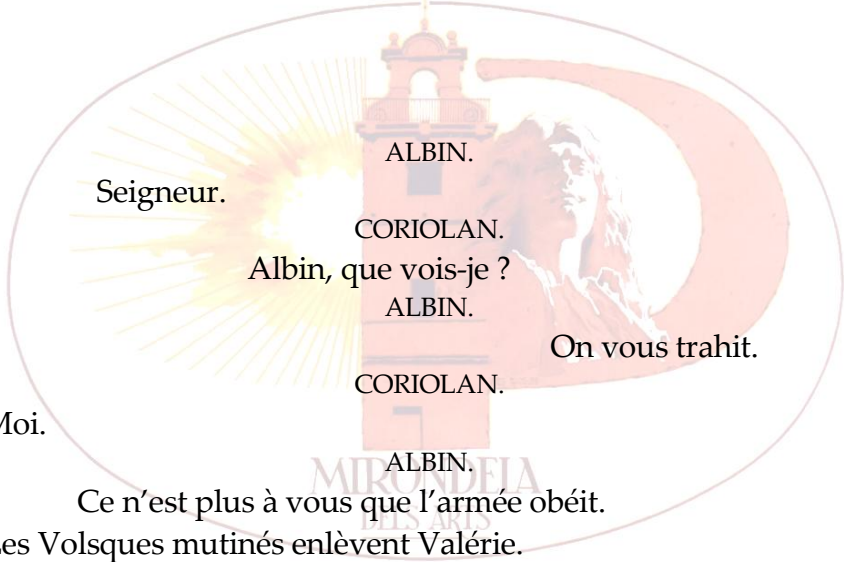 ALBIN.
Seigneur.
CORIOLAN.
Albin, que vois-je ?
ALBIN.
On vous trahit.
CORIOLAN.
Moi.
ALBIN.
MIRONDELA
Ce n’est plus à vous que l’armée obéit.
DELS ARTS
Les Volsques mutinés enlèvent Valérie.